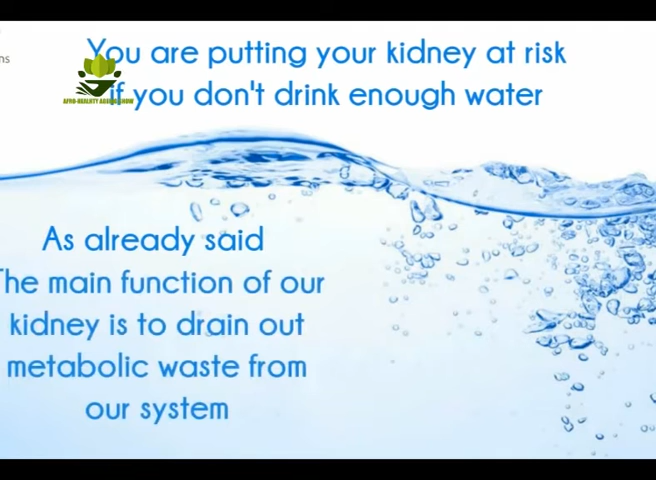 ns
You are putting your kidney at risk
if you don't drink enough water
As already said
The main function of our
kidney is to drain out
metabolic waste from
our system